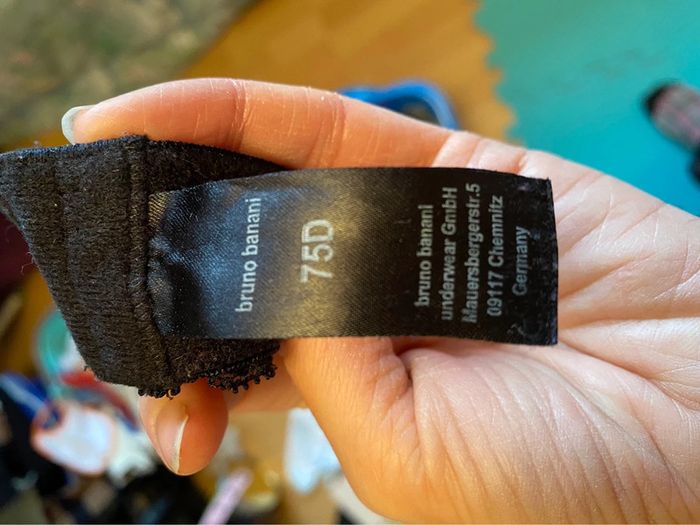 bruno banani
75D
bruno banani
underwear GmbH
Mauersbergerstr.5
09117 Chemnitz
Germany